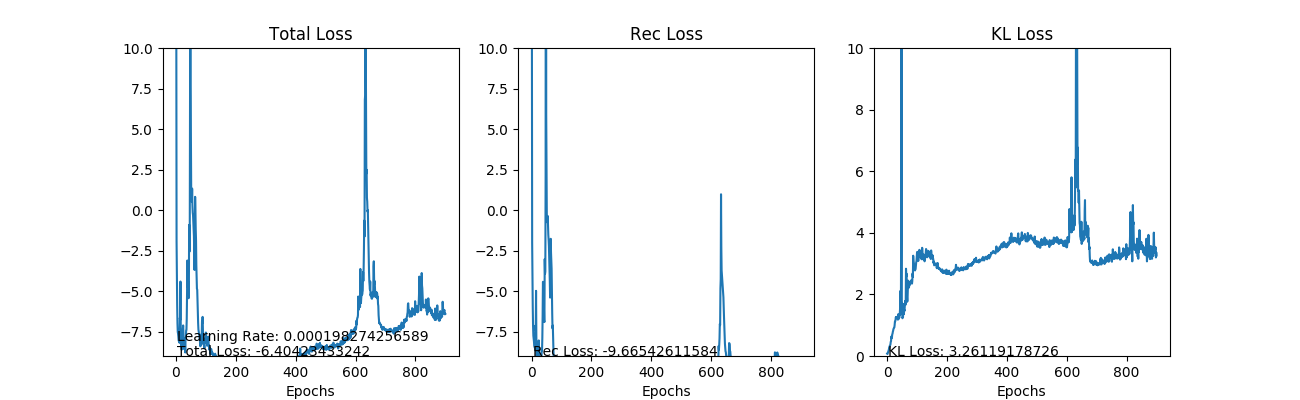 Total Loss
Rec Loss
KL Loss
10.0
7.5
5.0
2.5
0.0
−2.5
−5.0
−7.5
Learning Rate: 0.000198274256589
Total Loss: -6.40423433242
0 200 400 600 800
Epochs
10.0
7.5
5.0
2.5
0.0
−2.5
−5.0
−7.5
Rec Loss: -9.66542611584
0 200 400 600 800
Epochs
10
8
6
4
2
0
KL Loss: 3.26119178726
0 200 400 600 800
Epochs